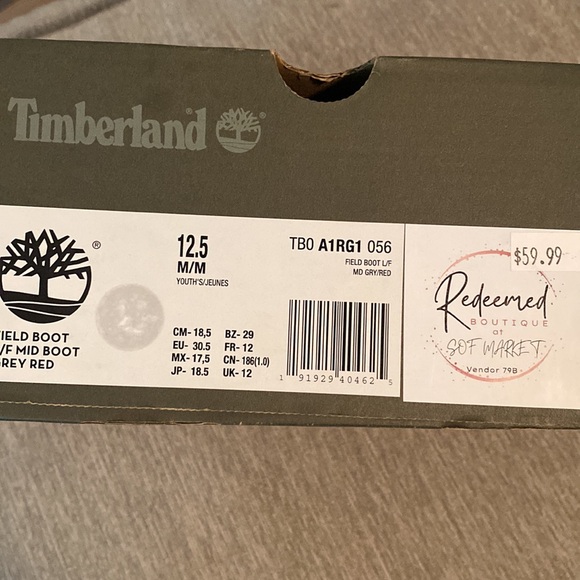 Timberland®
®
FIELD BOOT
/F MID BOOT
GREY RED
12.5
M/M
YOUTH'S/JEUNES
CM- 18,5 BZ- 29
EU- 30.5 FR- 12
MX- 17,5 CN- 186(1.0)
JP- 18.5 UK- 12
TB0 A1RG1 056
FIELD BOOT L/F
MD GRY/RED
1 91929 40462 5
$59.99
Redeemed
BOUTIQUE
at
SOF MARKET
Vendor 79B